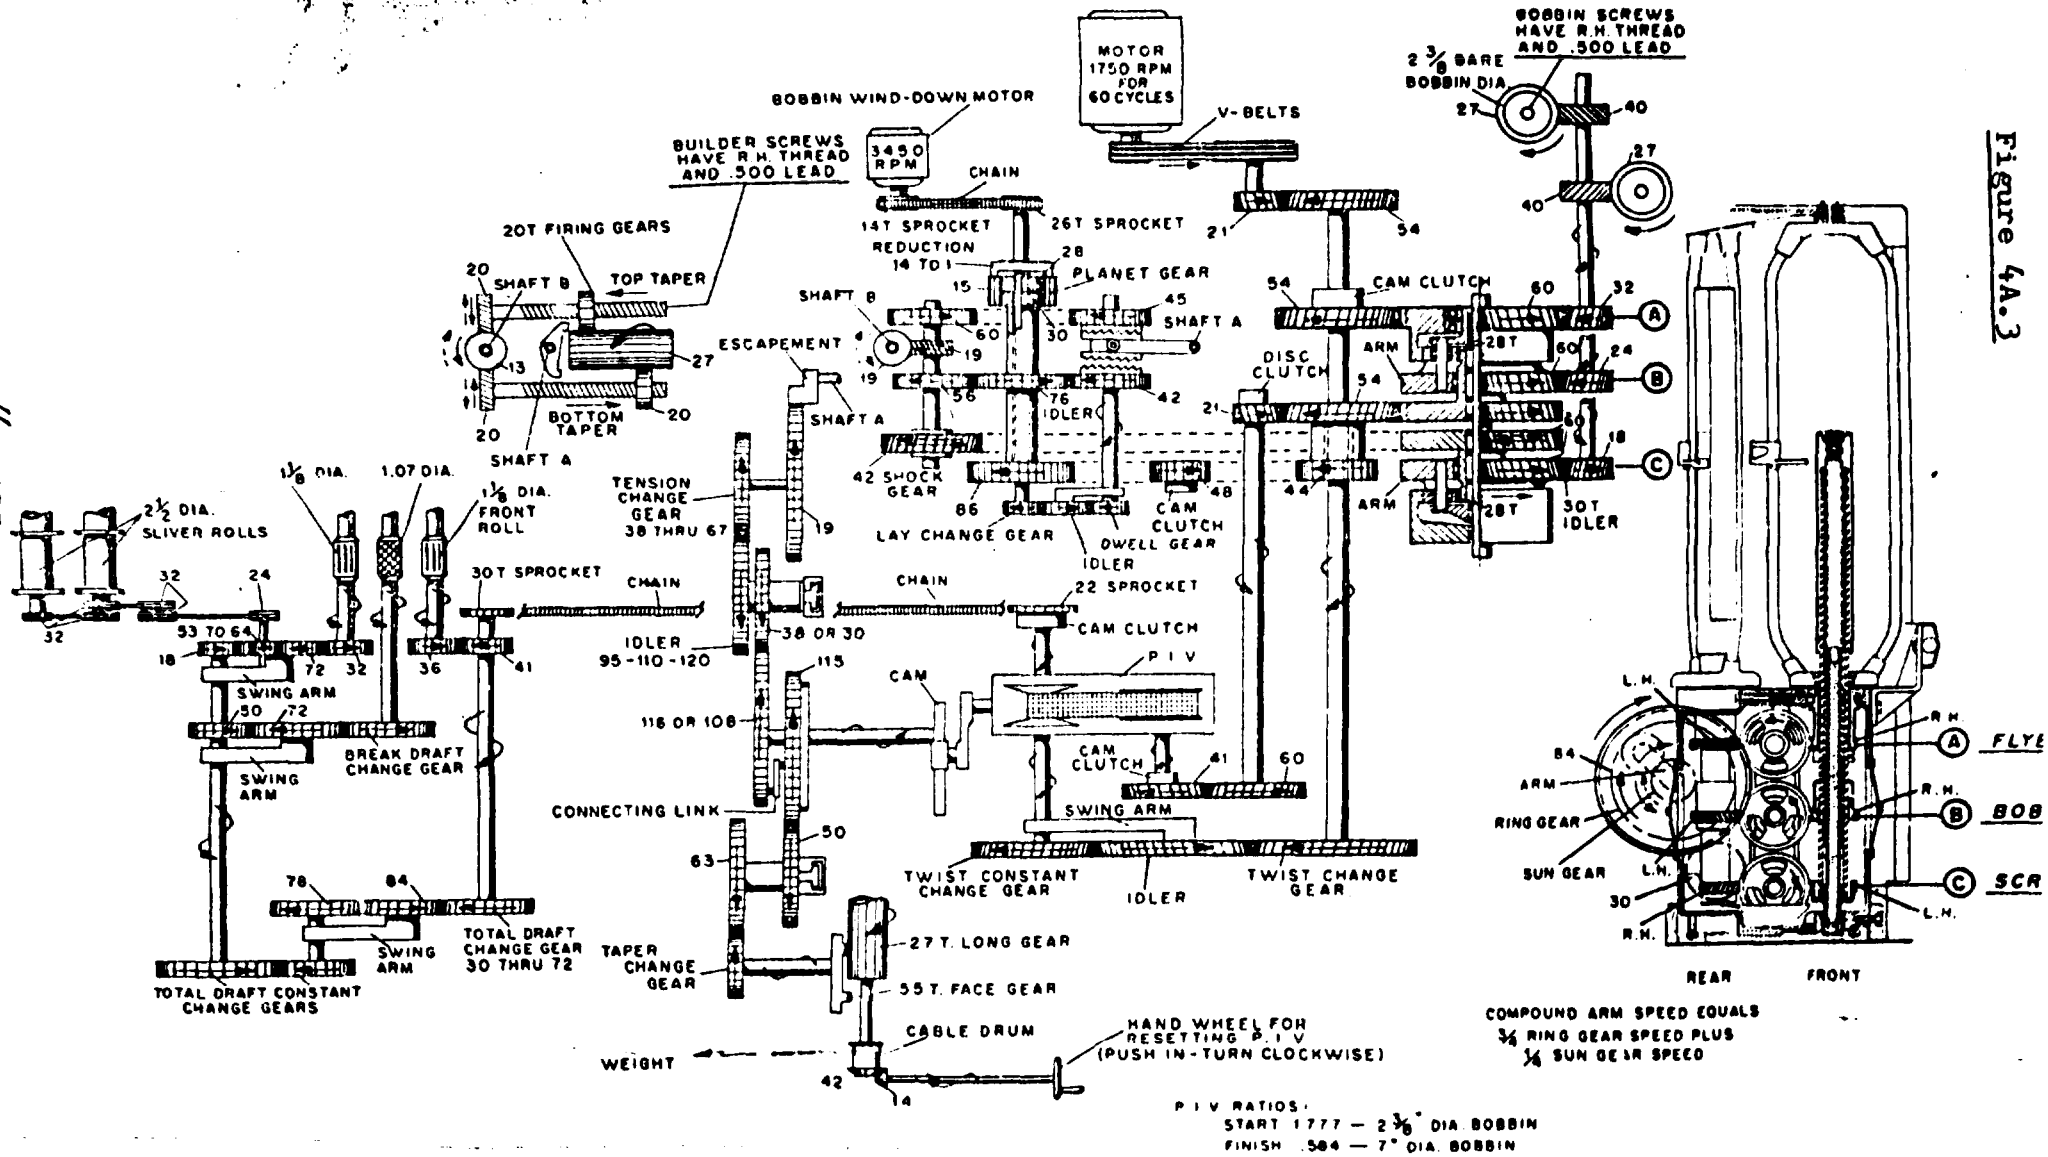 Figure 4A.3
BOBBIN SCREWS
HAVE R.H. THREAD
AND .500 LEAD
2 3/8 BARE
BOBBIN DIA.
27
40
27
40
MOTOR
1750 RPM
FOR
60 CYCLES
V-BELTS
BOBBIN WIND-DOWN MOTOR
3450
RPM
CHAIN
BUILDER SCREWS
HAVE R.H. THREAD
AND .500 LEAD
14T SPROCKET
26T SPROCKET
REDUCTION
14 TO 1
28
15
PLANET GEAR
21
54
20T FIRING GEARS
TOP TAPER
20
SHAFT B
27
13
20
BOTTOM
TAPER
20
SHAFT A
SHAFT B
60
30
45
SHAFT A
19
19
ESCAPEMENT
SHAFT A
56
76
IDLER
42
42 SHOCK
GEAR
86
LAY CHANGE GEAR
IDLER
DWELL GEAR
CAM
CLUTCH
48
44
54
CAM CLUTCH
60
32
A
ARM
28T
60
24
B
DISC
CLUTCH
21
54
60
18
C
ARM
28T
30T
IDLER
TENSION
CHANGE
GEAR
38 THRU 67
19
1 1/8 DIA.
1.07 DIA.
1 1/8 DIA.
FRONT
ROLL
2 1/2 DIA.
SLIVER ROLLS
32
32
24
30T SPROCKET
CHAIN
CHAIN
22 SPROCKET
CAM CLUTCH
53 TO 64
18
72
32
36
41
SWING ARM
IDLER
95-110-120
38 OR 30
115
CAM
P I V
50
72
BREAK DRAFT
CHANGE GEAR
SWING
ARM
116 OR 108
CAM
CLUTCH
41
60
CONNECTING LINK
SWING ARM
63
50
TWIST CONSTANT
CHANGE GEAR
IDLER
TWIST CHANGE
GEAR
78
84
TOTAL DRAFT
CHANGE GEAR
30 THRU 72
SWING
ARM
TOTAL DRAFT CONSTANT
CHANGE GEARS
TAPER
CHANGE
GEAR
27 T. LONG GEAR
55 T. FACE GEAR
CABLE DRUM
WEIGHT
42
14
HAND WHEEL FOR
RESETTING P.I.V
(PUSH IN-TURN CLOCKWISE)
L.H.
R.H.
A FLYE
84
ARM
RING GEAR
R.H.
B BOB
SUN GEAR
L.H.
30
C SCR
L.H.
R.H.
REAR
FRONT
COMPOUND ARM SPEED EQUALS
3/4 RING GEAR SPEED PLUS
1/4 SUN GEAR SPEED
P I V RATIOS:
START 1.777 — 2 3/8" DIA. BOBBIN
FINISH .584 — 7" DIA. BOBBIN